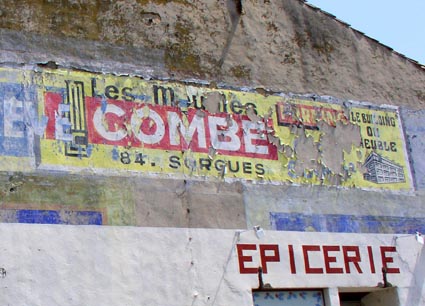 Les Meubles
COMBE
84. SORGUES
LE BUILDING
DU
MEUBLE
EPICERIE